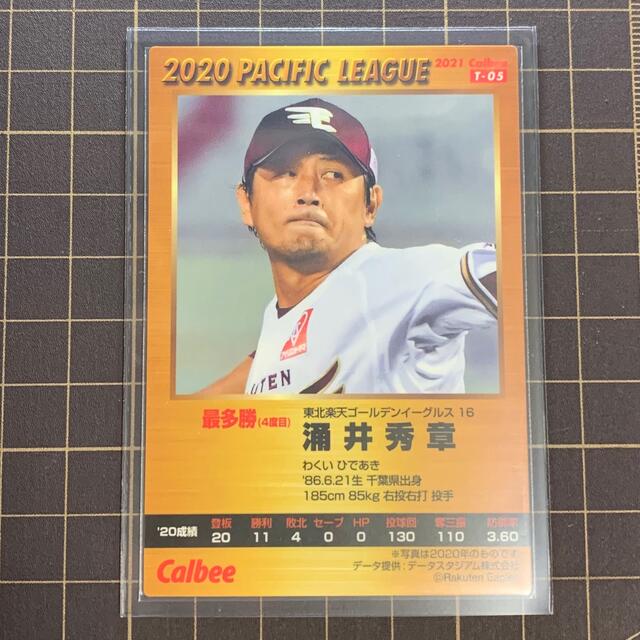 2020 PACIFIC LEAGUE
2021 Calbee
T-05
UTEN
東北楽天ゴールデンイーグルス 16
最多勝(4度目)
涌井秀章
わくい ひであき
'86.6.21生 千葉県出身
185cm 85kg 右投右打 投手
'20成績 登板 勝利 敗北 セーブ HP 投球回 奪三振 防御率
20 11 4 0 0 130 110 3.60
※写真は2020年のものです
データ提供:データスタジアム株式会社
©Rakuten Eagles
Calbee